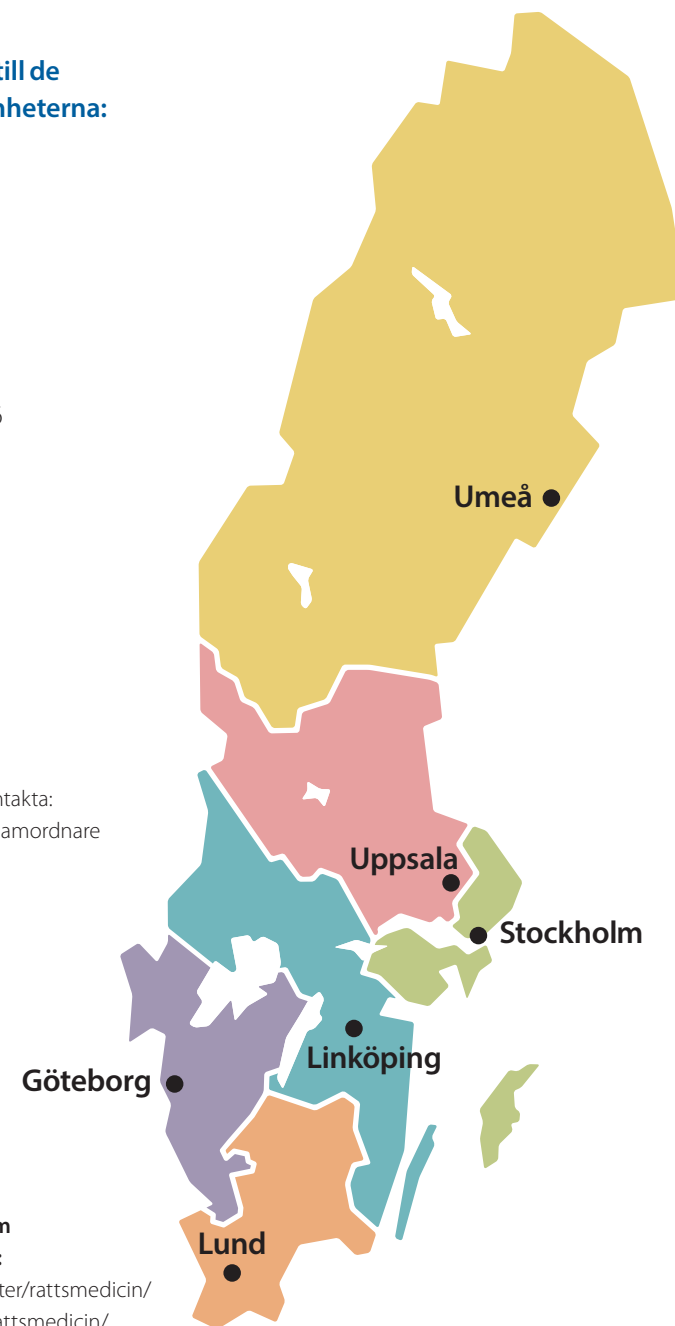 till de
nheterna:
Umeå
ntakta:
amordnare
Uppsala
Stockholm
Linköping
Göteborg
m
:
Lund
ter/rattsmedicin/
attsmedicin/